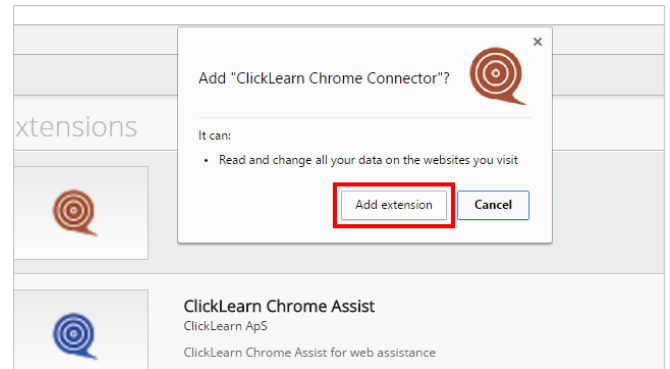 Add "ClickLearn Chrome Connector"?
×
It can:
• Read and change all your data on the websites you visit
Add extension
Cancel
xtensions
ClickLearn Chrome Assist
ClickLearn ApS
ClickLearn Chrome Assist for web assistance